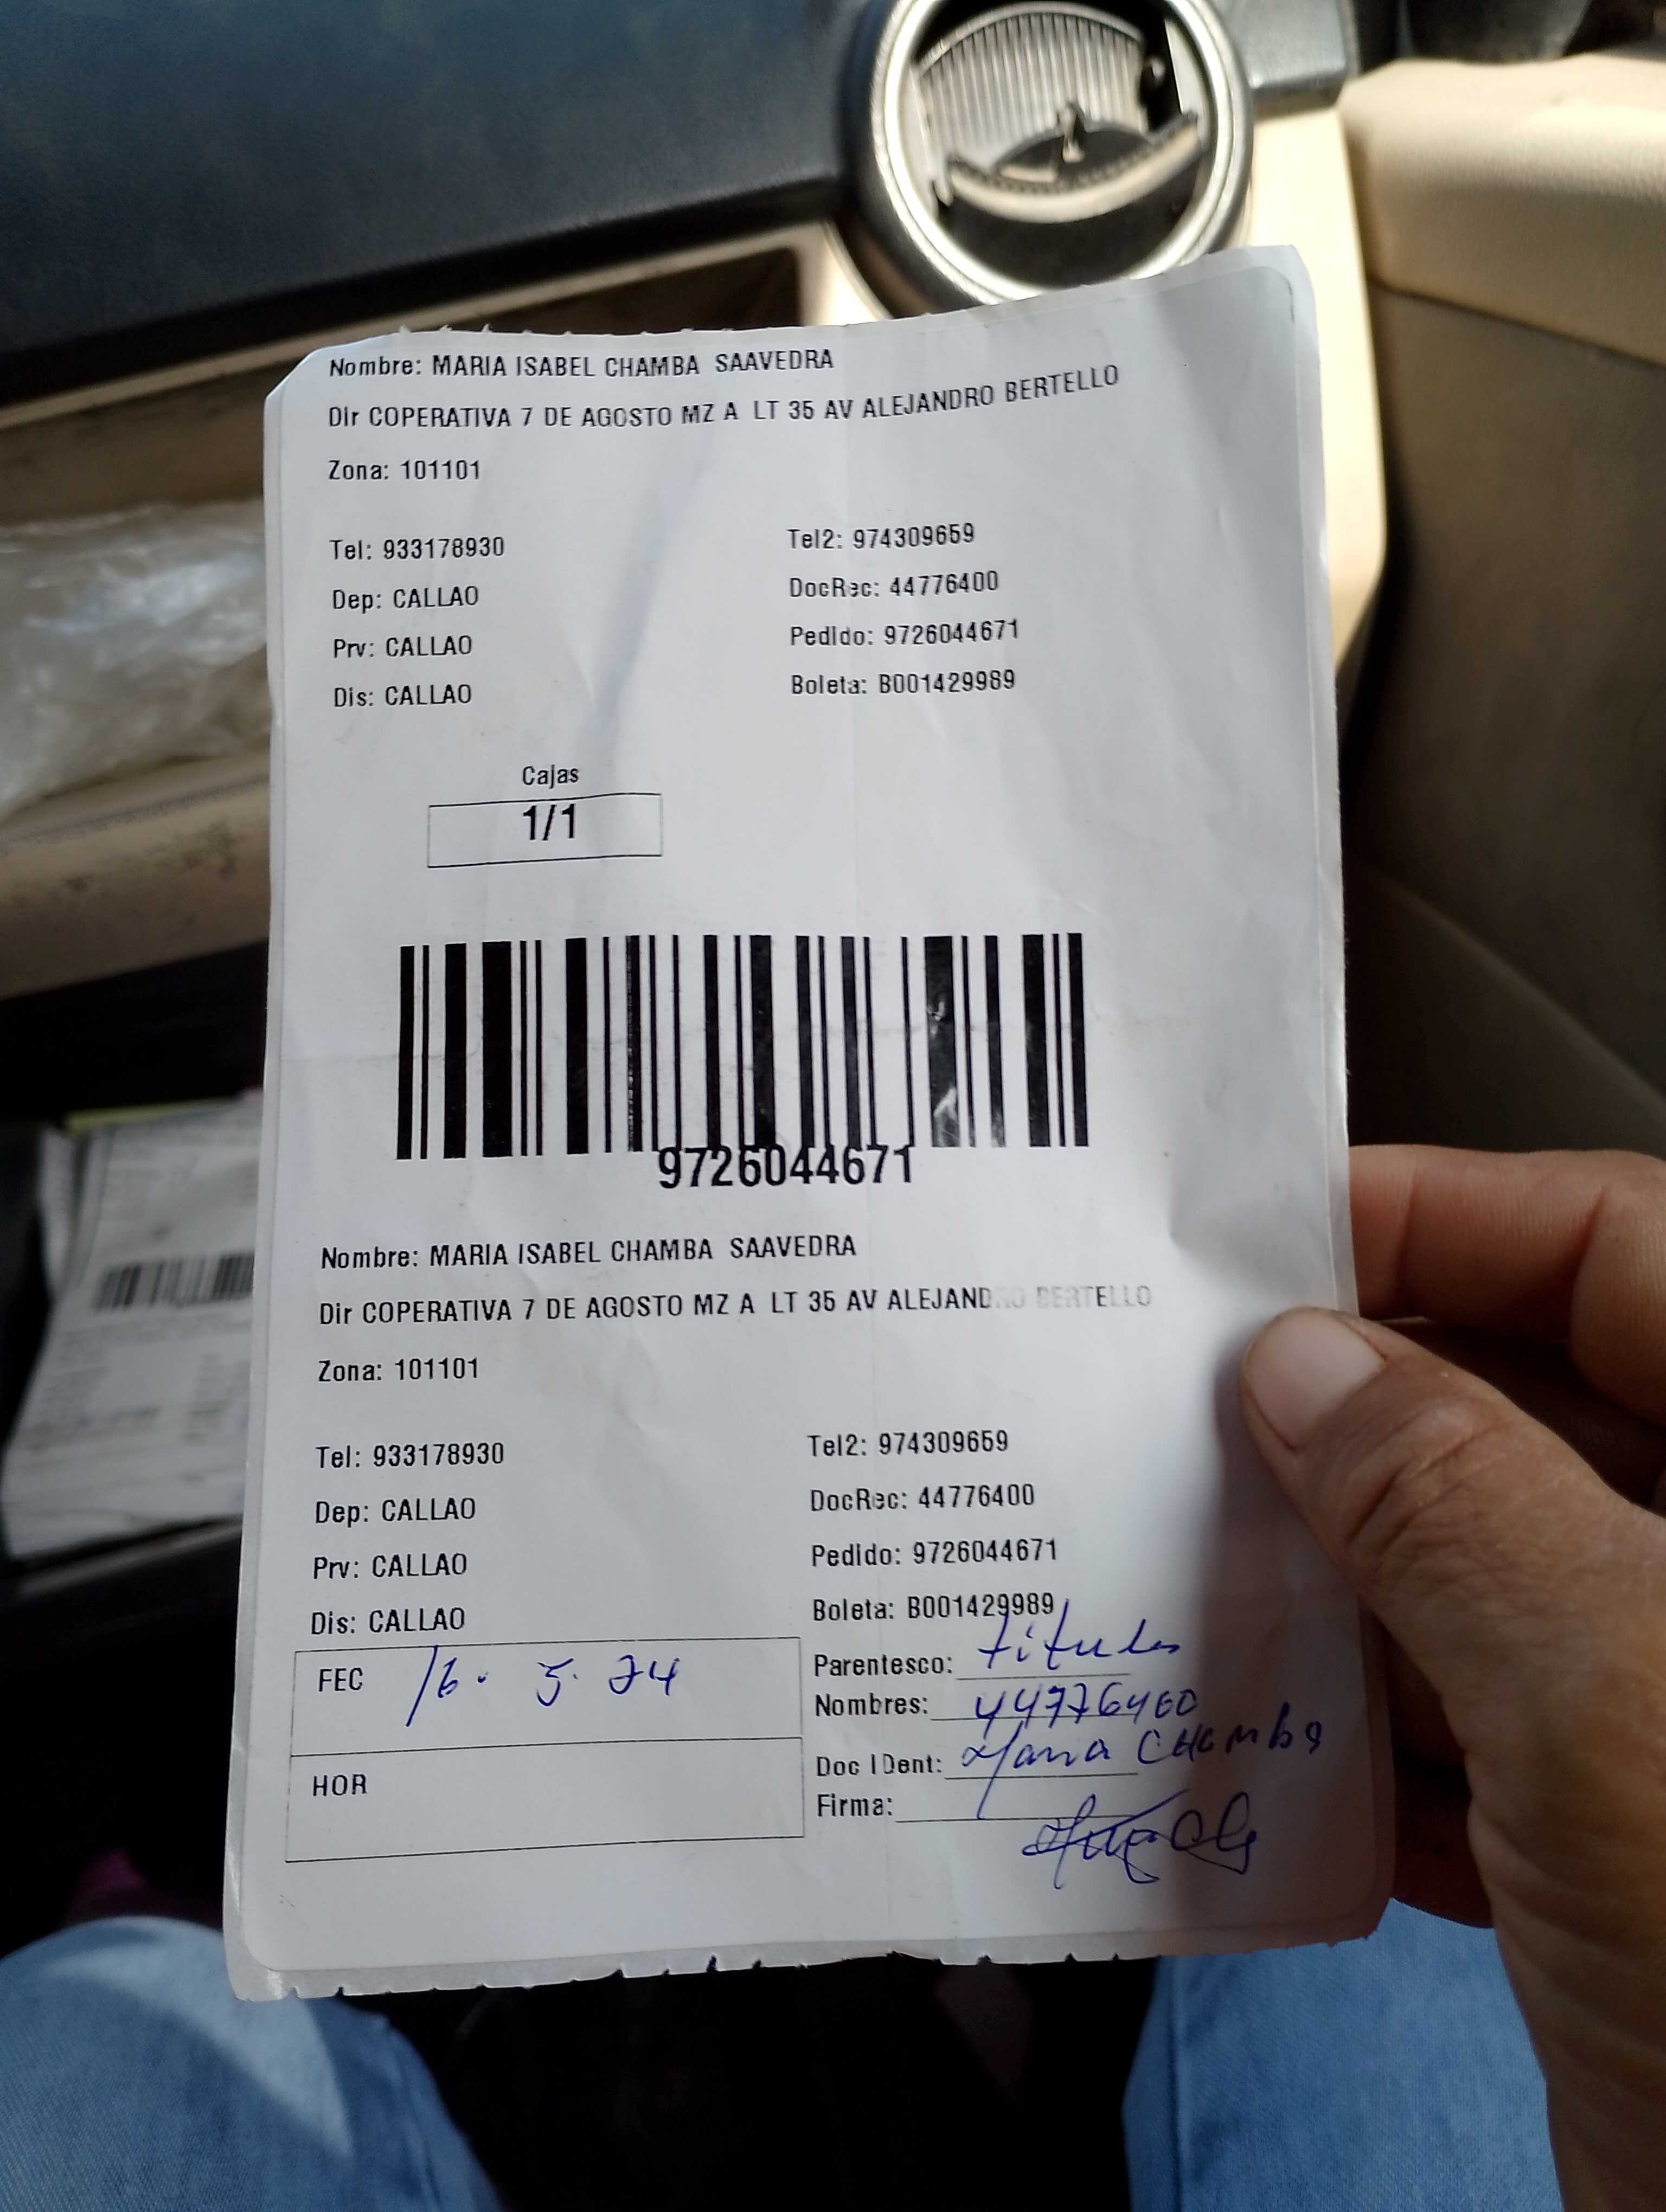 Nombre: MARIA ISABEL CHAMBA SAAVEDRA
Dir COPERATIVA 7 DE AGOSTO MZ A LT 35 AV ALEJANDRO BERTELLO
Zona: 101101
Tel: 933178930 Tel2: 974309659
Dep: CALLAO DocRec: 44776400
Prv: CALLAO Pedido: 9726044671
Dis: CALLAO Boleta: B001429989
Cajas
1/1
9726044671
Nombre: MARIA ISABEL CHAMBA SAAVEDRA
Dir COPERATIVA 7 DE AGOSTO MZ A LT 35 AV ALEJANDRO BERTELLO
Zona: 101101
Tel: 933178930 Tel2: 974309659
Dep: CALLAO DocRec: 44776400
Prv: CALLAO Pedido: 9726044671
Dis: CALLAO Boleta: B001429989
FEC 16. 5. 24 Parentesco: titular
Nombres: 44776400
HOR Doc IDent: Maria CHamba
Firma: